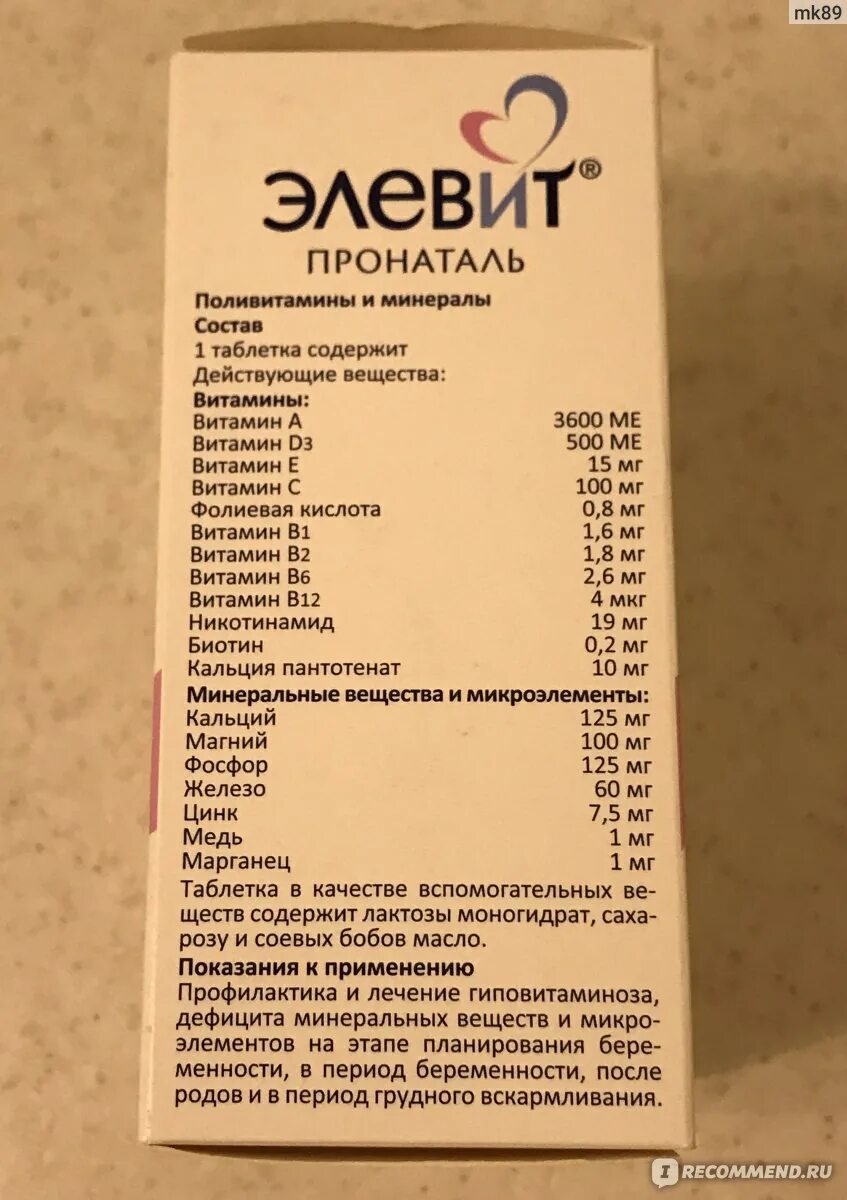 mk89
элевит®
ПРОНАТАЛЬ
Поливитамины и минералы
Состав
1 таблетка содержит
Действующие вещества:
Витамины:
Витамин А 3600 МЕ
Витамин D3 500 МЕ
Витамин Е 15 мг
Витамин С 100 мг
Фолиевая кислота 0,8 мг
Витамин В1 1,6 мг
Витамин В2 1,8 мг
Витамин В6 2,6 мг
Витамин В12 4 мкг
Никотинамид 19 мг
Биотин 0,2 мг
Кальция пантотенат 10 мг
Минеральные вещества и микроэлементы:
Кальций 125 мг
Магний 100 мг
Фосфор 125 мг
Железо 60 мг
Цинк 7,5 мг
Медь 1 мг
Марганец 1 мг
Таблетка в качестве вспомогательных ве-
ществ содержит лактозы моногидрат, саха-
розу и соевых бобов масло.
Показания к применению
Профилактика и лечение гиповитаминоза,
дефицита минеральных веществ и микро-
элементов на этапе планирования бере-
менности, в период беременности, после
родов и в период грудного вскармливания.
IRECOMMEND.RU